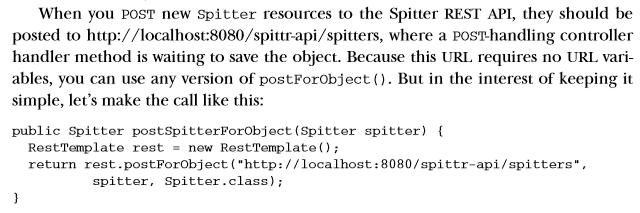 When you POST new Spitter resources to the Spitter REST API, they should be
posted to http://localhost:8080/spittr-api/spitters, where a POST-handling controller
handler method is waiting to save the object. Because this URL requires no URL vari-
ables, you can use any version of postForObject(). But in the interest of keeping it
simple, let's make the call like this:
public Spitter postSpitterForObject(Spitter spitter) {
  RestTemplate rest = new RestTemplate();
  return rest.postForObject("http://localhost:8080/spittr-api/spitters",
          spitter, Spitter.class);
}